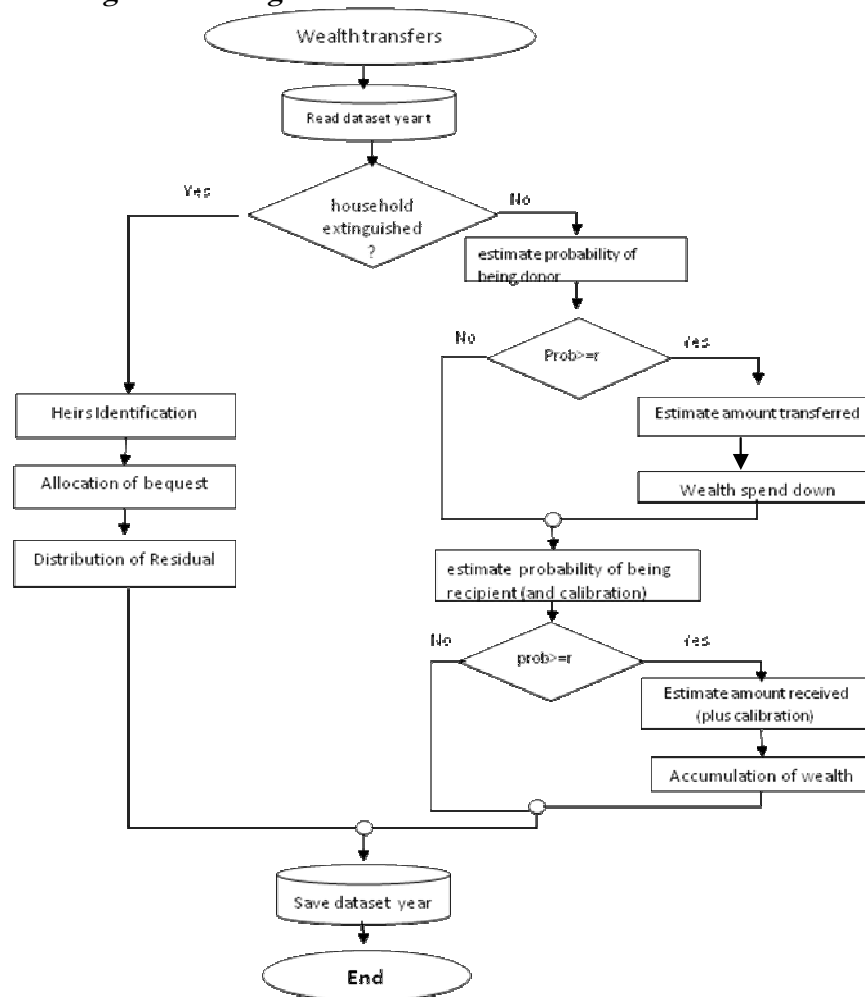 Wealth transfers
Read dataset year t
Yes
household
extinguished
?
No
estimate probability of
being donor
No
Prob>=r
Yes
Heirs Identification
Estimate amount transferred
Allocation of bequest
Wealth spend down
Distribution of Residual
estimate probability of being
recipient (and calibration)
No
prob>=r
Yes
Estimate amount received
(plus calibration)
Accumulation of wealth
Save dataset year
End